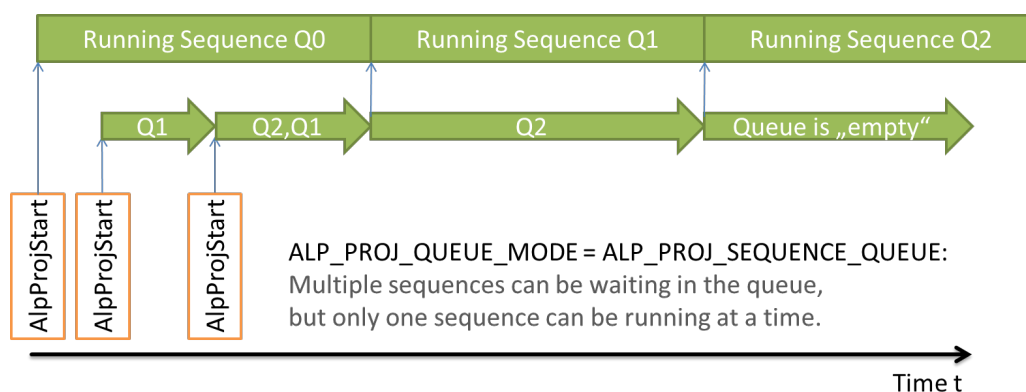 Running Sequence Q0
Running Sequence Q1
Running Sequence Q2
Q1
Q2,Q1
Q2
Queue is „empty“
AlpProjStart
AlpProjStart
AlpProjStart
ALP_PROJ_QUEUE_MODE = ALP_PROJ_SEQUENCE_QUEUE:
Multiple sequences can be waiting in the queue,
but only one sequence can be running at a time.
Time t